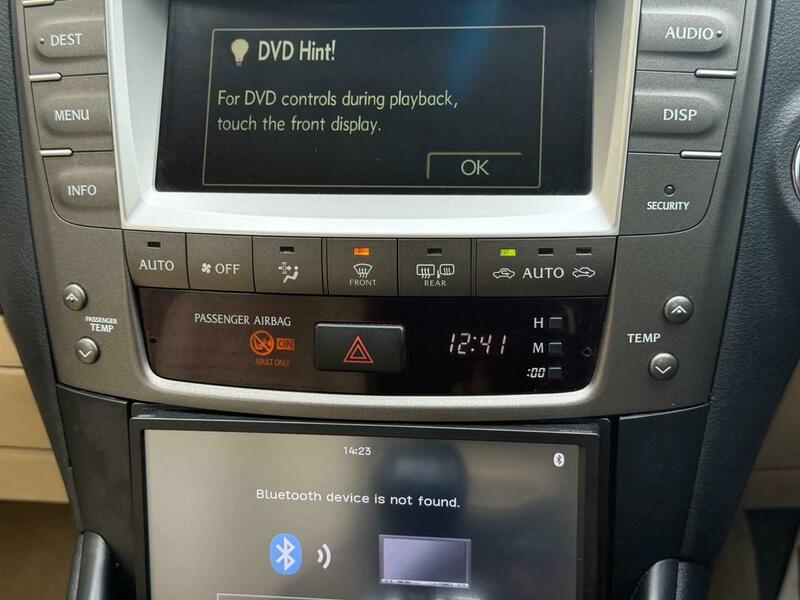 DEST
DVD Hint!
AUDIO
For DVD controls during playback,
touch the front display.
MENU
DISP
OK
INFO
SECURITY
AUTO
OFF
FRONT
REAR
AUTO
PASSENGER
TEMP
PASSENGER AIRBAG
ON
ADULT ONLY
12:41
H
M
:00
TEMP
14:23
Bluetooth device is not found.